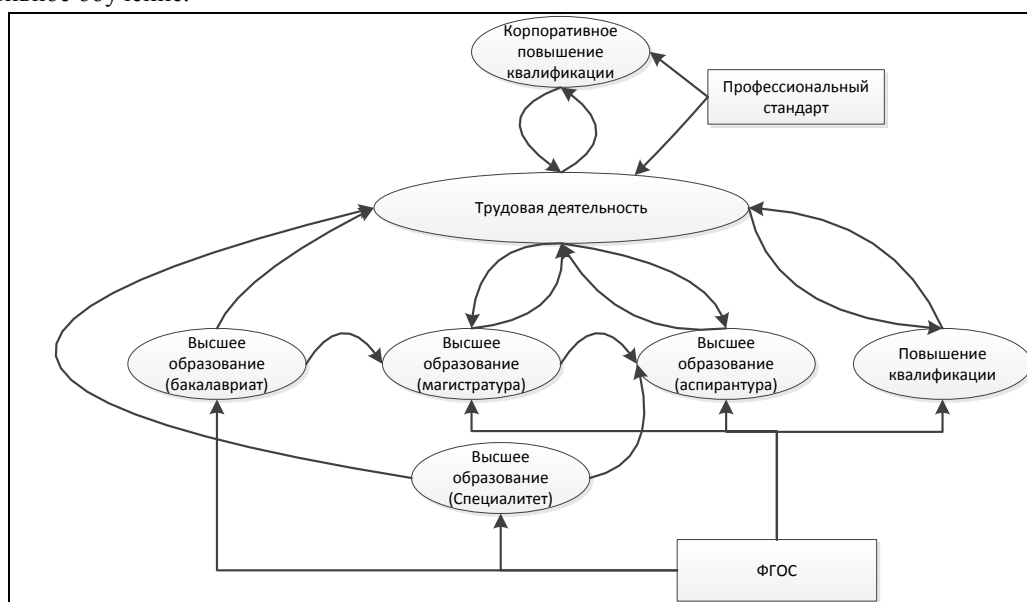 обучение.
Корпоративное
повышение
квалификации
Профессиональный
стандарт
Трудовая деятельность
Высшее
образование
(бакалавриат)
Высшее
образование
(магистратура)
Высшее
образование
(аспирантура)
Повышение
квалификации
Высшее
образование
(Специалитет)
ФГОС